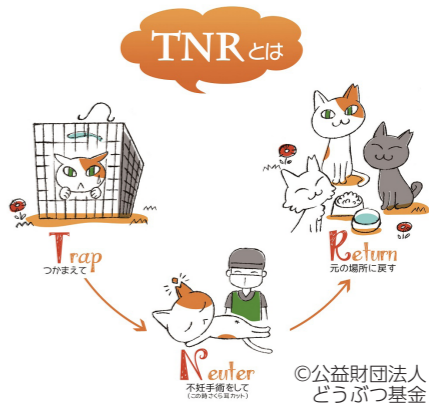 TNRとは
Trap
つかまえて
Neuter
不妊手術をして
(この時さくら耳カット)
Return
元の場所に戻す
©公益財団法人
どうぶつ基金